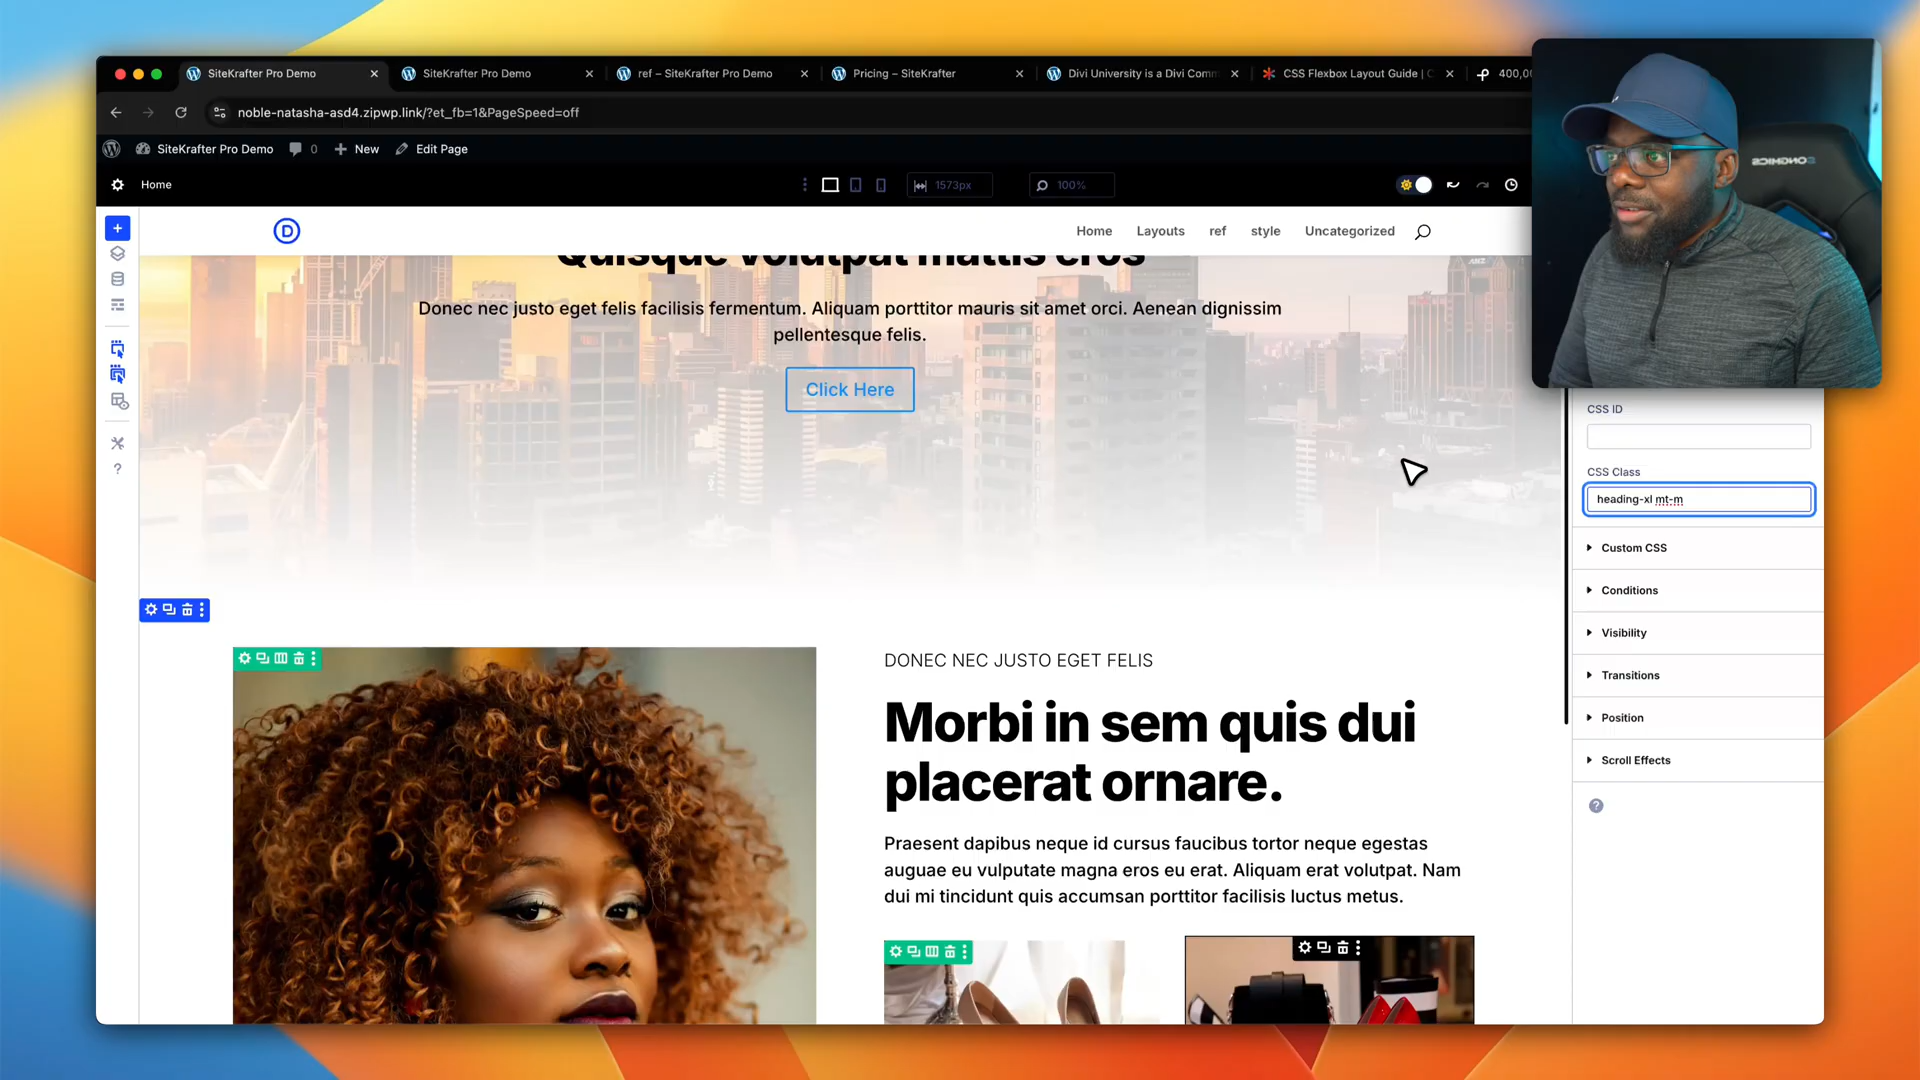 SiteKrafter Pro Demo
SiteKrafter Pro Demo
ref – SiteKrafter Pro Demo
Pricing – SiteKrafter
Divi University is a Divi Comm
CSS Flexbox Layout Guide | C
400,0
noble-natasha-asd4.zipwp.link/?et_fb=1&PageSpeed=off
SiteKrafter Pro Demo
0
New
Edit Page
Home
1573px
100%
D
Home
Layouts
ref
style
Uncategorized
Quisque volutpat mattis eros
Donec nec justo eget felis facilisis fermentum. Aliquam porttitor mauris sit amet orci. Aenean dignissim
pellentesque felis.
Click Here
DONEC NEC JUSTO EGET FELIS
Morbi in sem quis dui
placerat ornare.
Praesent dapibus neque id cursus faucibus tortor neque egestas
auguae eu vulputate magna eros eu erat. Aliquam erat volutpat. Nam
dui mi tincidunt quis accumsan porttitor facilisis luctus metus.
CSS ID
CSS Class
heading-xl mt-m
Custom CSS
Conditions
Visibility
Transitions
Position
Scroll Effects